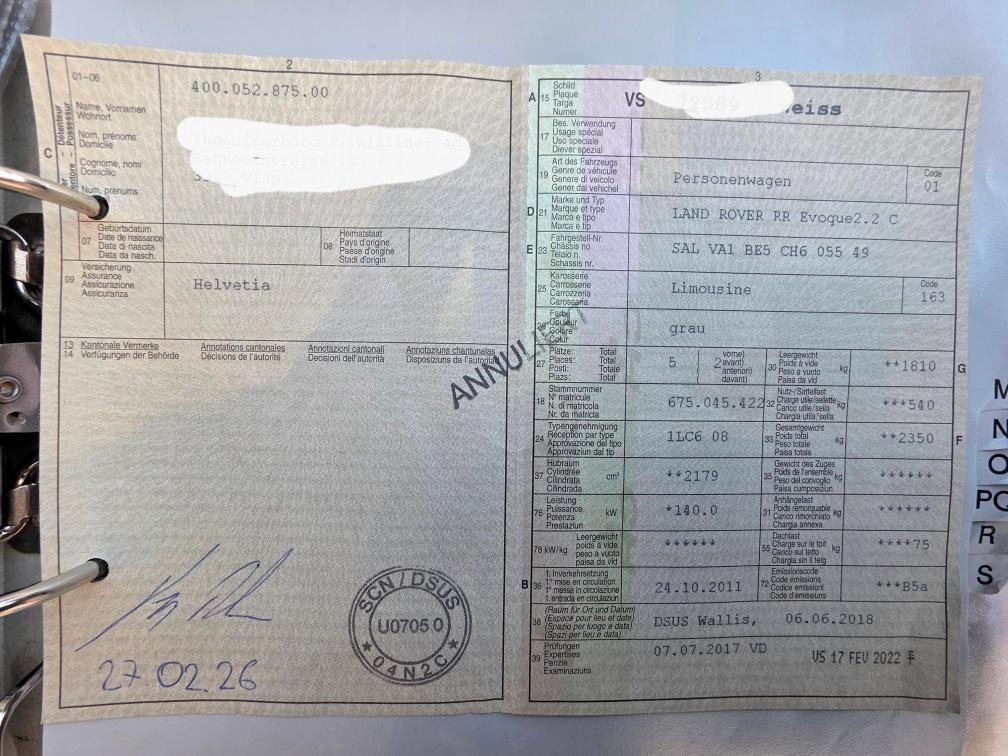 2
01-06
400.052.875.00
Name, Vornamen
Wohnort
Nom, prénoms
Domicile
Cognome, nomi
Domicilio
Num, prenums
C
Détenteur
Possessur
07
Geburtsdatum
Date de naissance
Data di nascita
Data da nasch.
08
Heimatstaat
Pays d'origine
Paese d'origine
Stadi d'origin
09
Versicherung
Assurance
Assicurazione
Assicuranza
Helvetia
13 Kantonale Vermerke
14 Verfügungen der Behörde
Annotations cantonales
Décisions de l'autorité
Annotazioni cantonali
Decisioni dell'autorità
Annotaziuns chantunalas
Disposiziuns da l'autoritad
27.02.26
SCN/DSUS
U0705 0
* 04N2C *
3
A 15
Schild
Plaque
Targa
Numer
VS
17
Bes. Verwendung
Usage spécial
Uso speciale
Diever spezial
19
Art des Fahrzeugs
Genre de véhicule
Genere di veicolo
Gener dal vehichel
Personenwagen
Code
01
D 21
Marke und Typ
Marque et type
Marca e tipo
Marca e tip
LAND ROVER RR Evoque2.2 C
E 23
Fahrgestell-Nr.
Châssis no
Telaio n.
Schassis nr.
SAL VA1 BE5 CH6 055 49
25
Karosserie
Carrosserie
Carrozzeria
Carossaria
Limousine
Code
163
26
Farbe
Couleur
Colore
Colur
grau
27
Plätze: Total
Places: Total
Posti: Totale
Plazs: Total
5 ( 2
vorne)
avant)
anteriori)
davant)
30
Leergewicht
Poids à vide
Peso a vuoto
Paisa da vid
kg
**1810
G
18
Stammnummer
N° matricule
N. di matricola
Nr. da matricla
675.045.422
32
Nutz-/Sattellast
Charge utile/sellette
Carico utile/sella
Chargia utila/sella
kg
***540
24
Typengenehmigung
Réception par type
Approvazione del tipo
Approvaziun dal tip
1LC6 08
33
Gesamtgewicht
Poids total
Peso totale
Paisa totala
kg
**2350
F
37
Hubraum
Cylindrée
Cilindrata
Cilindrada
cm³
**2179
35
Gewicht des Zuges
Poids de l'ensemble
Peso del convoglio
Paisa cumposiziun
kg
******
76
Leistung
Puissance
Potenza
Prestaziun
kW
*140.0
31
Anhängelast
Poids remorquable
Carico rimorchiato
Chargia annexa
kg
******
78 kW/kg
Leergewicht
poids à vide
peso a vuoto
paisa da vid
******
55
Dachlast
Charge sur le toit
Carico sul tetto
Chargia sin il tetg
kg
****75
B 36
1. Inverkehrsetzung
1re mise en circulation
1a messa in circolazione
1. entrada en circulaziun
24.10.2011
72
Emissionscode
Code émissions
Codice emissioni
Code d'emissiuns
***B5a
38
(Raum für Ort und Datum)
(Espace pour lieu et date)
(Spazio per luogo e data)
(Spazi per lieu e data)
DSUS Wallis, 06.06.2018
39
Prüfungen
Expertises
Perizie
Examinaziuns
07.07.2017 VD
VS 17 FEV 2022
N
O
PQ
R
S